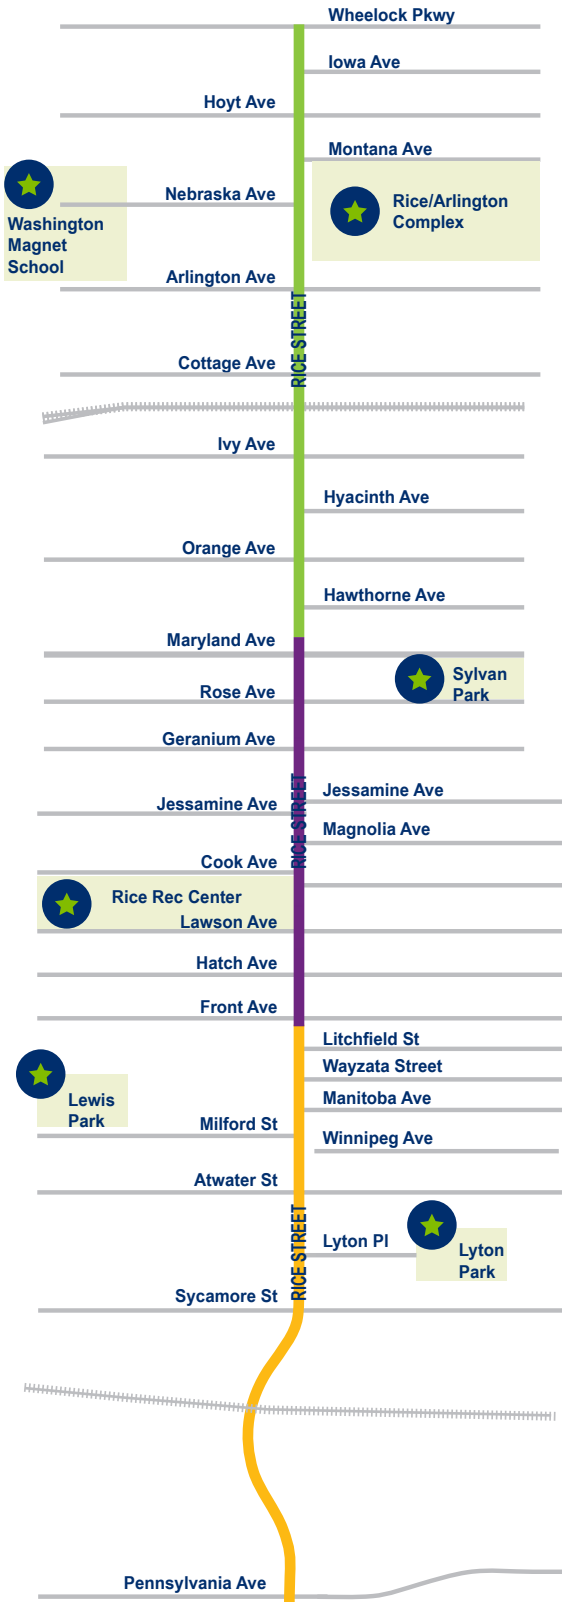 Wheelock Pkwy
Iowa Ave
Hoyt Ave
Montana Ave
Nebraska Ave
Rice/Arlington
Complex
Washington
Magnet
School
Arlington Ave
RICE STREET
Cottage Ave
Ivy Ave
Hyacinth Ave
Orange Ave
Hawthorne Ave
Maryland Ave
Sylvan
Park
Rose Ave
Geranium Ave
Jessamine Ave
Jessamine Ave
RICE STREET
Magnolia Ave
Cook Ave
Rice Rec Center
Lawson Ave
Hatch Ave
Front Ave
Litchfield St
Wayzata Street
Lewis
Park
Manitoba Ave
Milford St
Winnipeg Ave
Atwater St
RICE STREET
Lyton Pl
Lyton
Park
Sycamore St
Pennsylvania Ave